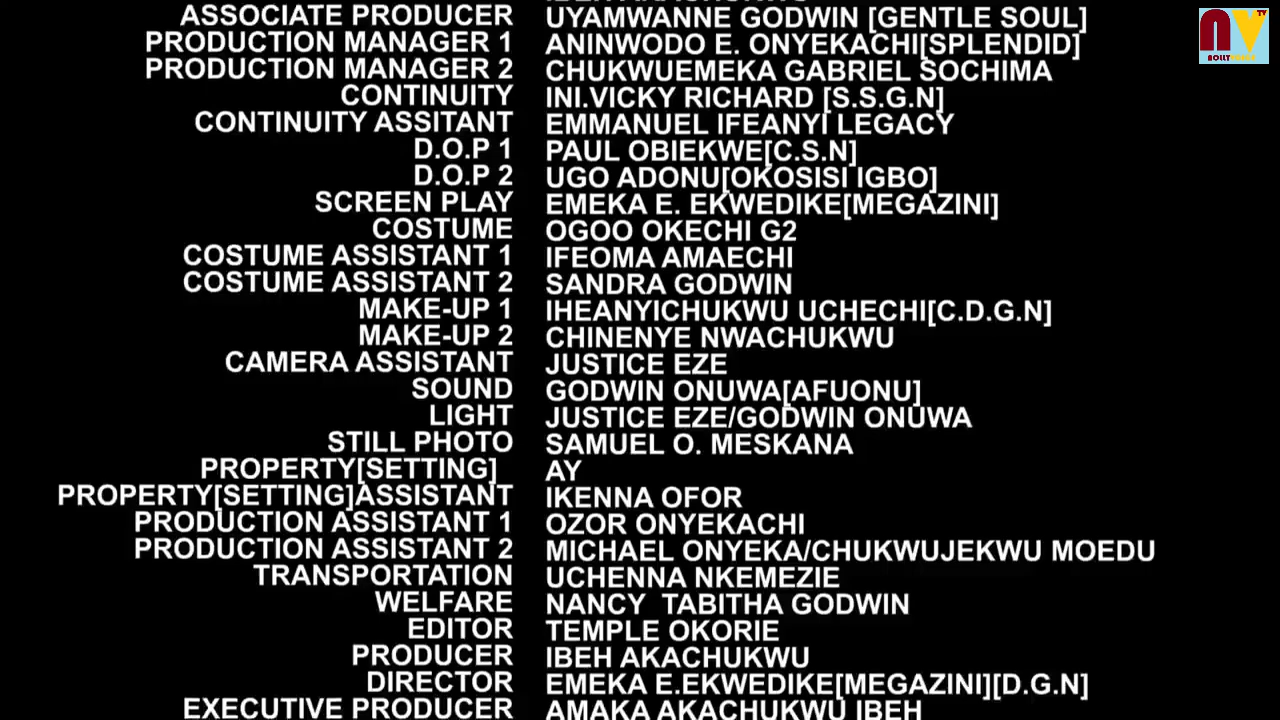 IBEH AKACHUKWU
ASSOCIATE PRODUCER UYAMWANNE GODWIN [GENTLE SOUL]
PRODUCTION MANAGER 1 ANINWODO E. ONYEKACHI[SPLENDID]
PRODUCTION MANAGER 2 CHUKWUEMEKA GABRIEL SOCHIMA
CONTINUITY INI.VICKY RICHARD [S.S.G.N]
CONTINUITY ASSITANT EMMANUEL IFEANYI LEGACY
D.O.P 1 PAUL OBIEKWE[C.S.N]
D.O.P 2 UGO ADONU[OKOSISI IGBO]
SCREEN PLAY EMEKA E. EKWEDIKE[MEGAZINI]
COSTUME OGOO OKECHI G2
COSTUME ASSISTANT 1 IFEOMA AMAECHI
COSTUME ASSISTANT 2 SANDRA GODWIN
MAKE-UP 1 IHEANYICHUKWU UCHECHI[C.D.G.N]
MAKE-UP 2 CHINENYE NWACHUKWU
CAMERA ASSISTANT JUSTICE EZE
SOUND GODWIN ONUWA[AFUONU]
LIGHT JUSTICE EZE/GODWIN ONUWA
STILL PHOTO SAMUEL O. MESKANA
PROPERTY[SETTING] AY
PROPERTY[SETTING]ASSISTANT IKENNA OFOR
PRODUCTION ASSISTANT 1 OZOR ONYEKACHI
PRODUCTION ASSISTANT 2 MICHAEL ONYEKA/CHUKWUJEKWU MOEDU
TRANSPORTATION UCHENNA NKEMEZIE
WELFARE NANCY  TABITHA GODWIN
EDITOR TEMPLE OKORIE
PRODUCER IBEH AKACHUKWU
DIRECTOR EMEKA E.EKWEDIKE[MEGAZINI][D.G.N]
EXECUTIVE PRODUCER AMAKA AKACHUKWU IBEH
NV TV